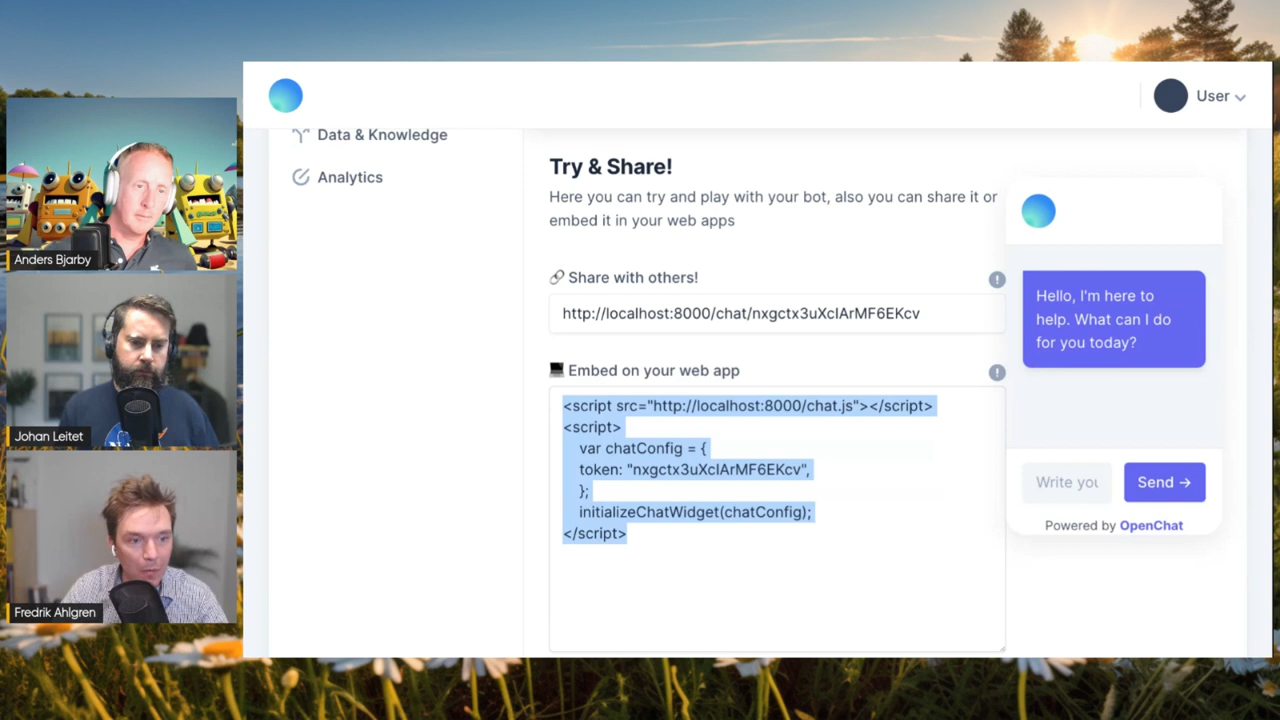 User
Data & Knowledge
Analytics
Try & Share!
Here you can try and play with your bot, also you can share it or
embed it in your web apps
Share with others!
http://localhost:8000/chat/nxgctx3uXcIArMF6EKcv
Embed on your web app
<script src="http://localhost:8000/chat.js"></script>
<script>
var chatConfig = {
token: "nxgctx3uXcIArMF6EKcv",
};
initializeChatWidget(chatConfig);
</script>
Hello, I'm here to
help. What can I do
for you today?
Write you
Send →
Powered by OpenChat
Anders Bjarby
Johan Leitet
Fredrik Ahlgren